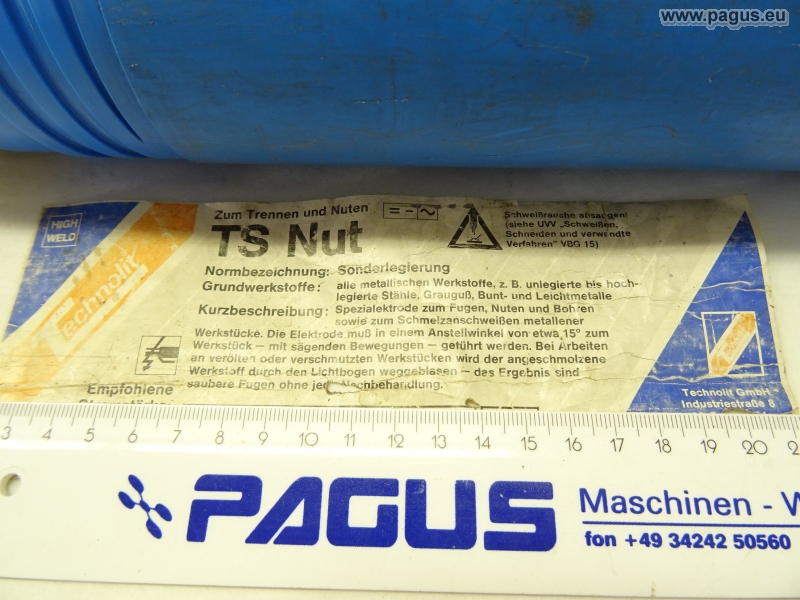 www.pagus.eu
HIGH
WELD
Technolit
Zum Trennen und Nuten
= - ~
TS Nut
Schweißrauche absaugen!
(siehe UVV „Schweißen,
Schneiden und verwandte
Verfahren" VBG 15)
Normbezeichnung: Sonderlegierung
Grundwerkstoffe: alle metallischen Werkstoffe, z. B. unlegierte bis hoch-
legierte Stähle, Grauguß, Bunt- und Leichtmetalle
Kurzbeschreibung: Spezialektrode zum Fugen, Nuten und Bohren
sowie zum Schmelzanschweißen metallener
Werkstücke. Die Elektrode muß in einem Anstellwinkel von etwa 15° zum
Werkstück — mit sägenden Bewegungen — geführt werden. Bei Arbeiten
an verölten oder verschmutzten Werkstücken wird der angeschmolzene
Werkstoff durch den Lichtbogen weggeblasen — das Ergebnis sind
saubere Fugen ohne Nachbehandlung.
Empfohlene
Technolit GmbH
Industriestraße 8
3 4 5 6 7 8 9 10 11 12 13 14 15 16 17 18 19 20
PAGUS
Maschinen - W
fon +49 34242 50560